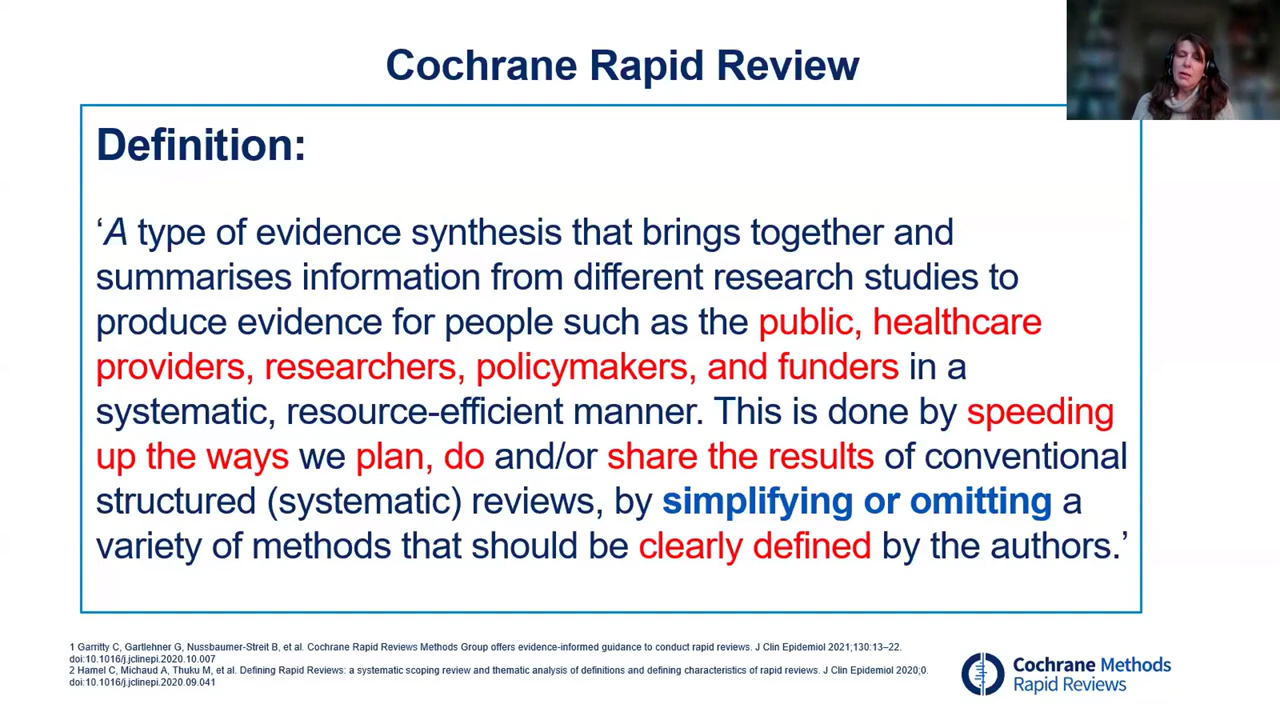 Cochrane Rapid Review
Definition:
‘A type of evidence synthesis that brings together and
summarises information from different research studies to
produce evidence for people such as the public, healthcare
providers, researchers, policymakers, and funders in a
systematic, resource-efficient manner. This is done by speeding
up the ways we plan, do and/or share the results of conventional
structured (systematic) reviews, by simplifying or omitting a
variety of methods that should be clearly defined by the authors.’
1 Garritty C, Gartlehner G, Nussbaumer-Streit B, et al. Cochrane Rapid Reviews Methods Group offers evidence-informed guidance to conduct rapid reviews. J Clin Epidemiol 2021;130:13–22.
doi:10.1016/j.jclinepi.2020.10.007
2 Hamel C, Michaud A, Thuku M, et al. Defining Rapid Reviews: a systematic scoping review and thematic analysis of definitions and defining characteristics of rapid reviews. J Clin Epidemiol 2020;0.
doi:10.1016/j.jclinepi.2020.09.041
Cochrane Methods
Rapid Reviews